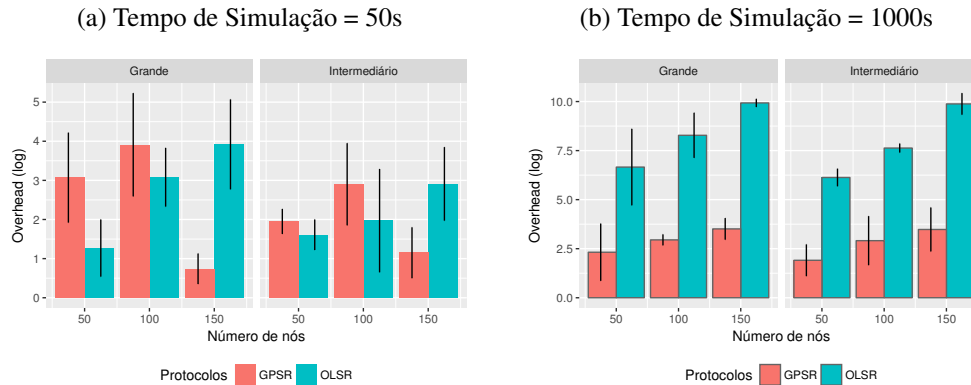 (a) Tempo de Simulação = 50s
Grande
Intermediário
Overhead (log)
5
4
3
2
1
0
50
100
150
50
100
150
Número de nós
Protocolos
GPSR
OLSR
(b) Tempo de Simulação = 1000s
Grande
Intermediário
Overhead (log)
10.0
7.5
5.0
2.5
0.0
50
100
150
50
100
150
Número de nós
Protocolos
GPSR
OLSR